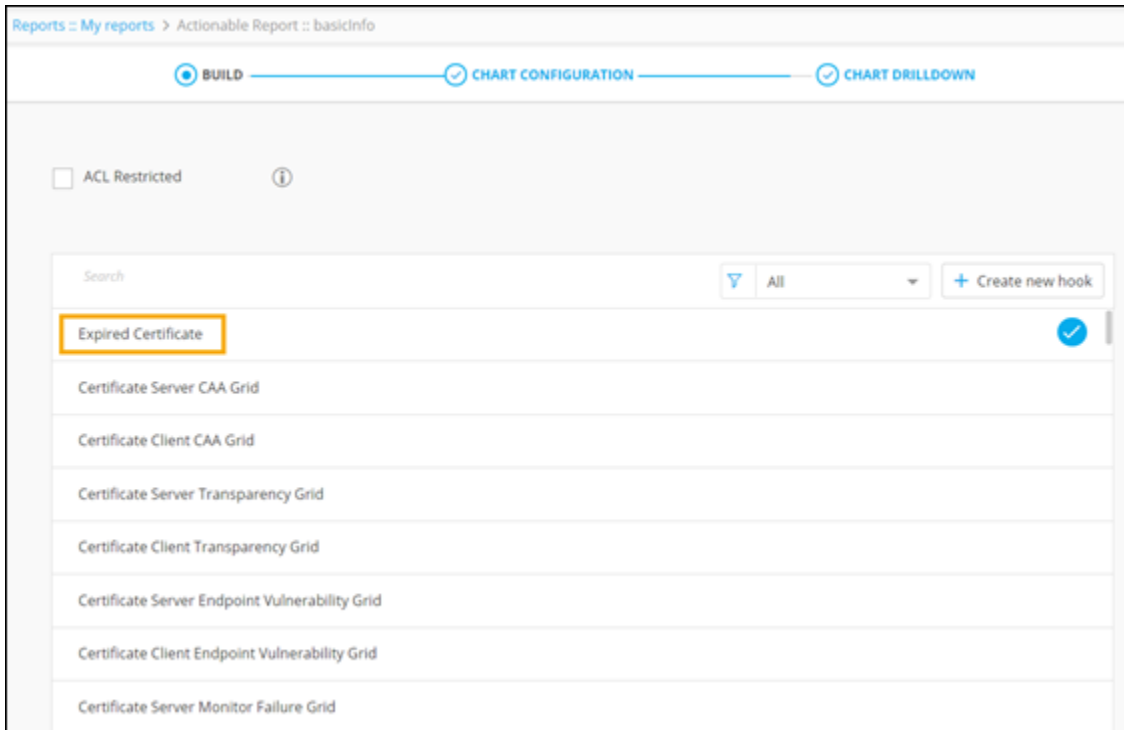 Reports :: My reports > Actionable Report :: basicInfo
BUILD CHART CONFIGURATION CHART DRILLDOWN
ACL Restricted
Search All + Create new hook
Expired Certificate
Certificate Server CAA Grid
Certificate Client CAA Grid
Certificate Server Transparency Grid
Certificate Client Transparency Grid
Certificate Server Endpoint Vulnerability Grid
Certificate Client Endpoint Vulnerability Grid
Certificate Server Monitor Failure Grid